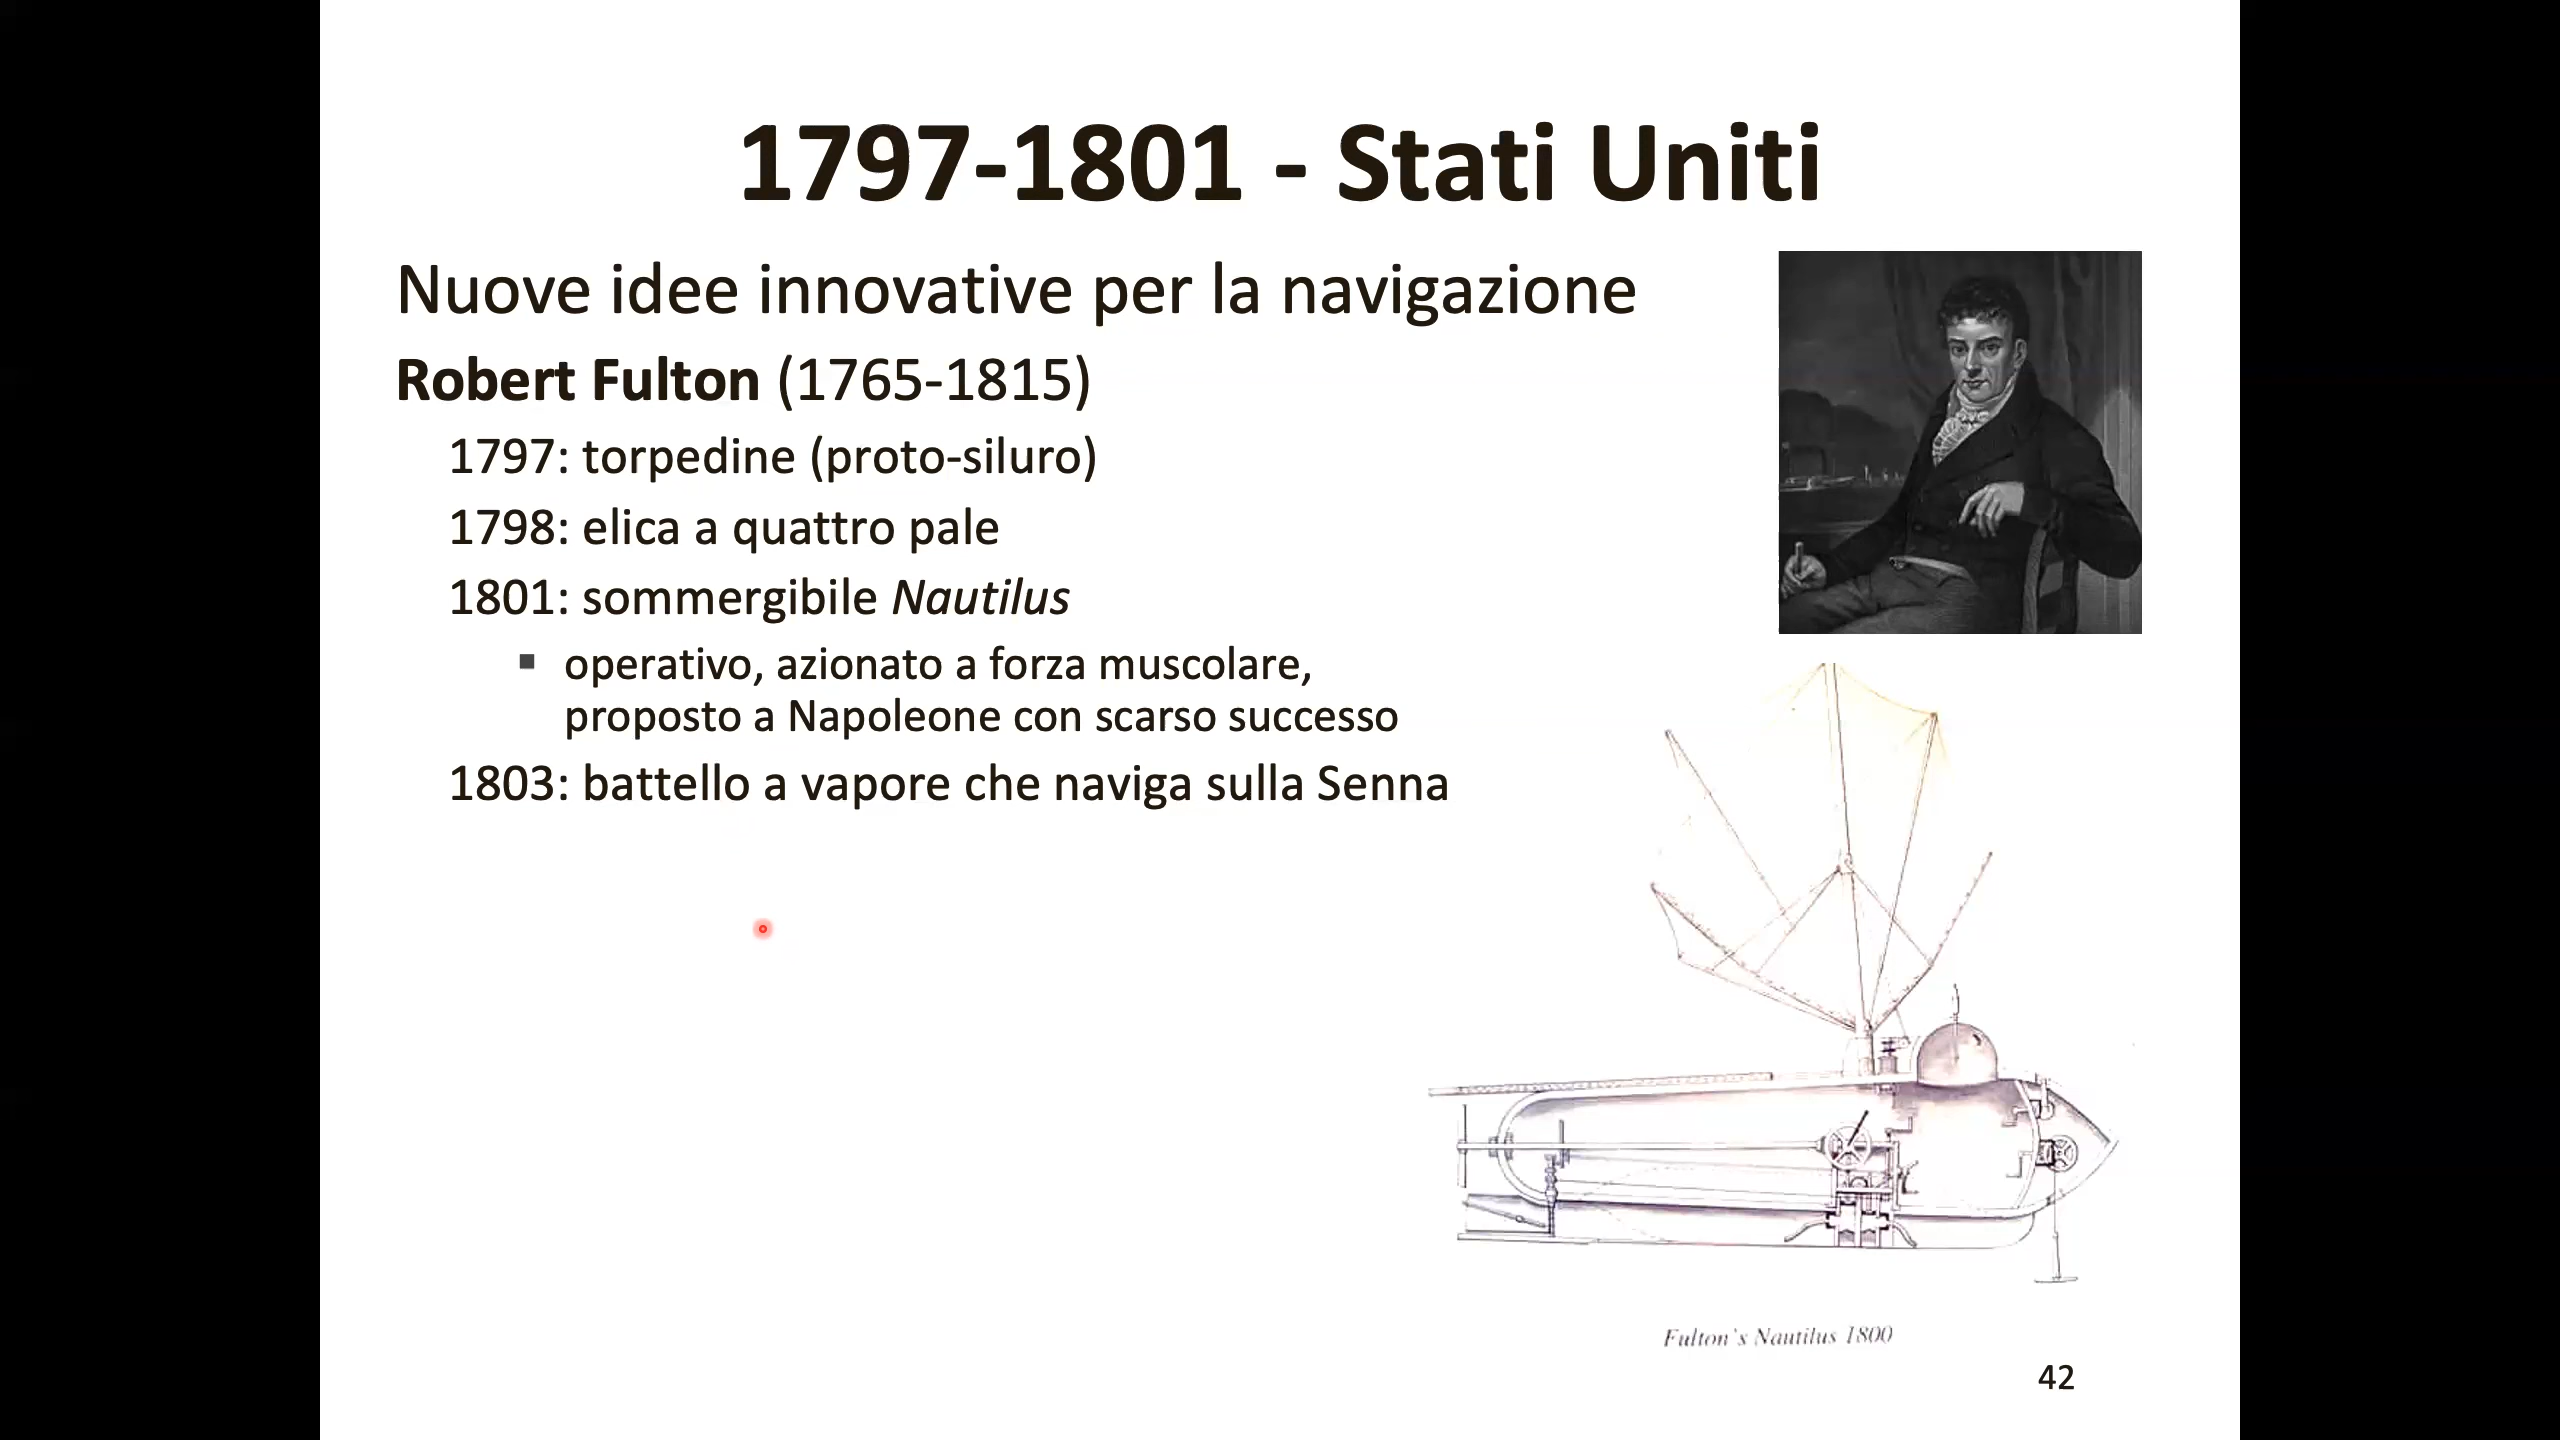 1797-1801 - Stati Uniti
Nuove idee innovative per la navigazione
Robert Fulton (1765-1815)
1797: torpedine (proto-siluro)
1798: elica a quattro pale
1801: sommergibile Nautilus
▪ operativo, azionato a forza muscolare,
proposto a Napoleone con scarso successo
1803: battello a vapore che naviga sulla Senna
Fulton's Nautilus 1800
42